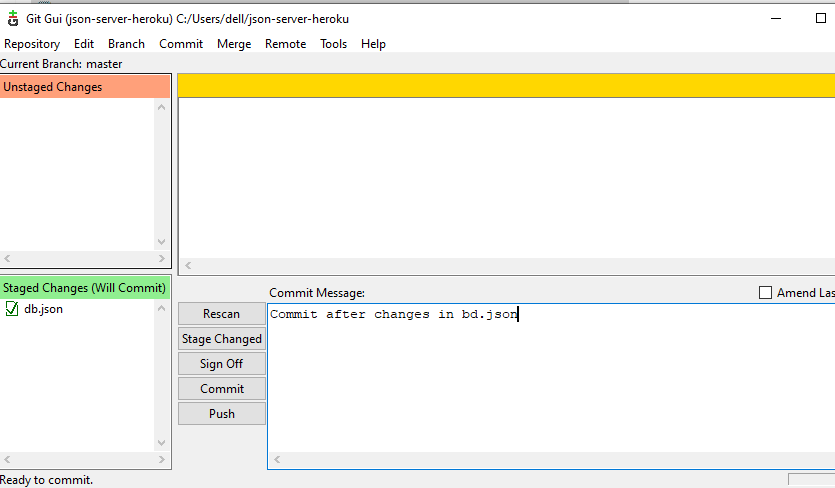 Git Gui (json-server-heroku) C:/Users/dell/json-server-heroku
Repository Edit Branch Commit Merge Remote Tools Help
Current Branch: master
Unstaged Changes
Staged Changes (Will Commit)
db.json
Commit Message:
Amend Las
Rescan
Stage Changed
Sign Off
Commit
Push
Commit after changes in bd.json
Ready to commit.